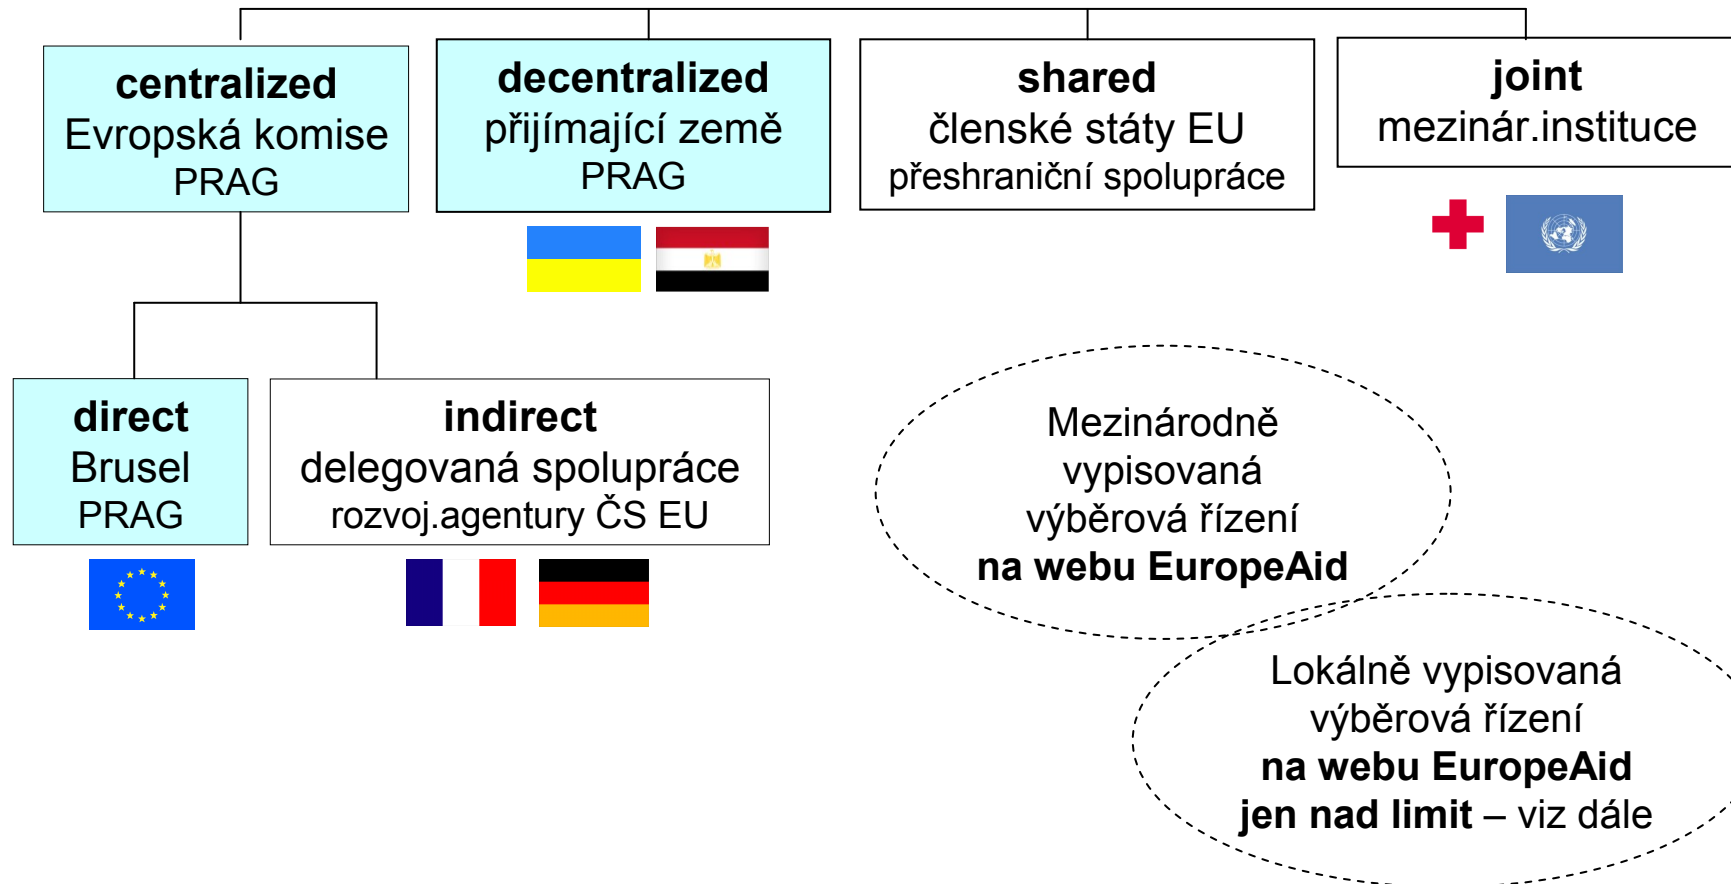 centralized
Evropská komise
PRAG
decentralized
přijímající země
PRAG
shared
členské státy EU
přeshraniční spolupráce
joint
mezinár.instituce
direct
Brusel
PRAG
indirect
delegovaná spolupráce
rozvoj.agentury ČS EU
Mezinárodně
vypisovaná
výběrová řízení
na webu EuropeAid
Lokálně vypisovaná
výběrová řízení
na webu EuropeAid
jen nad limit – viz dále